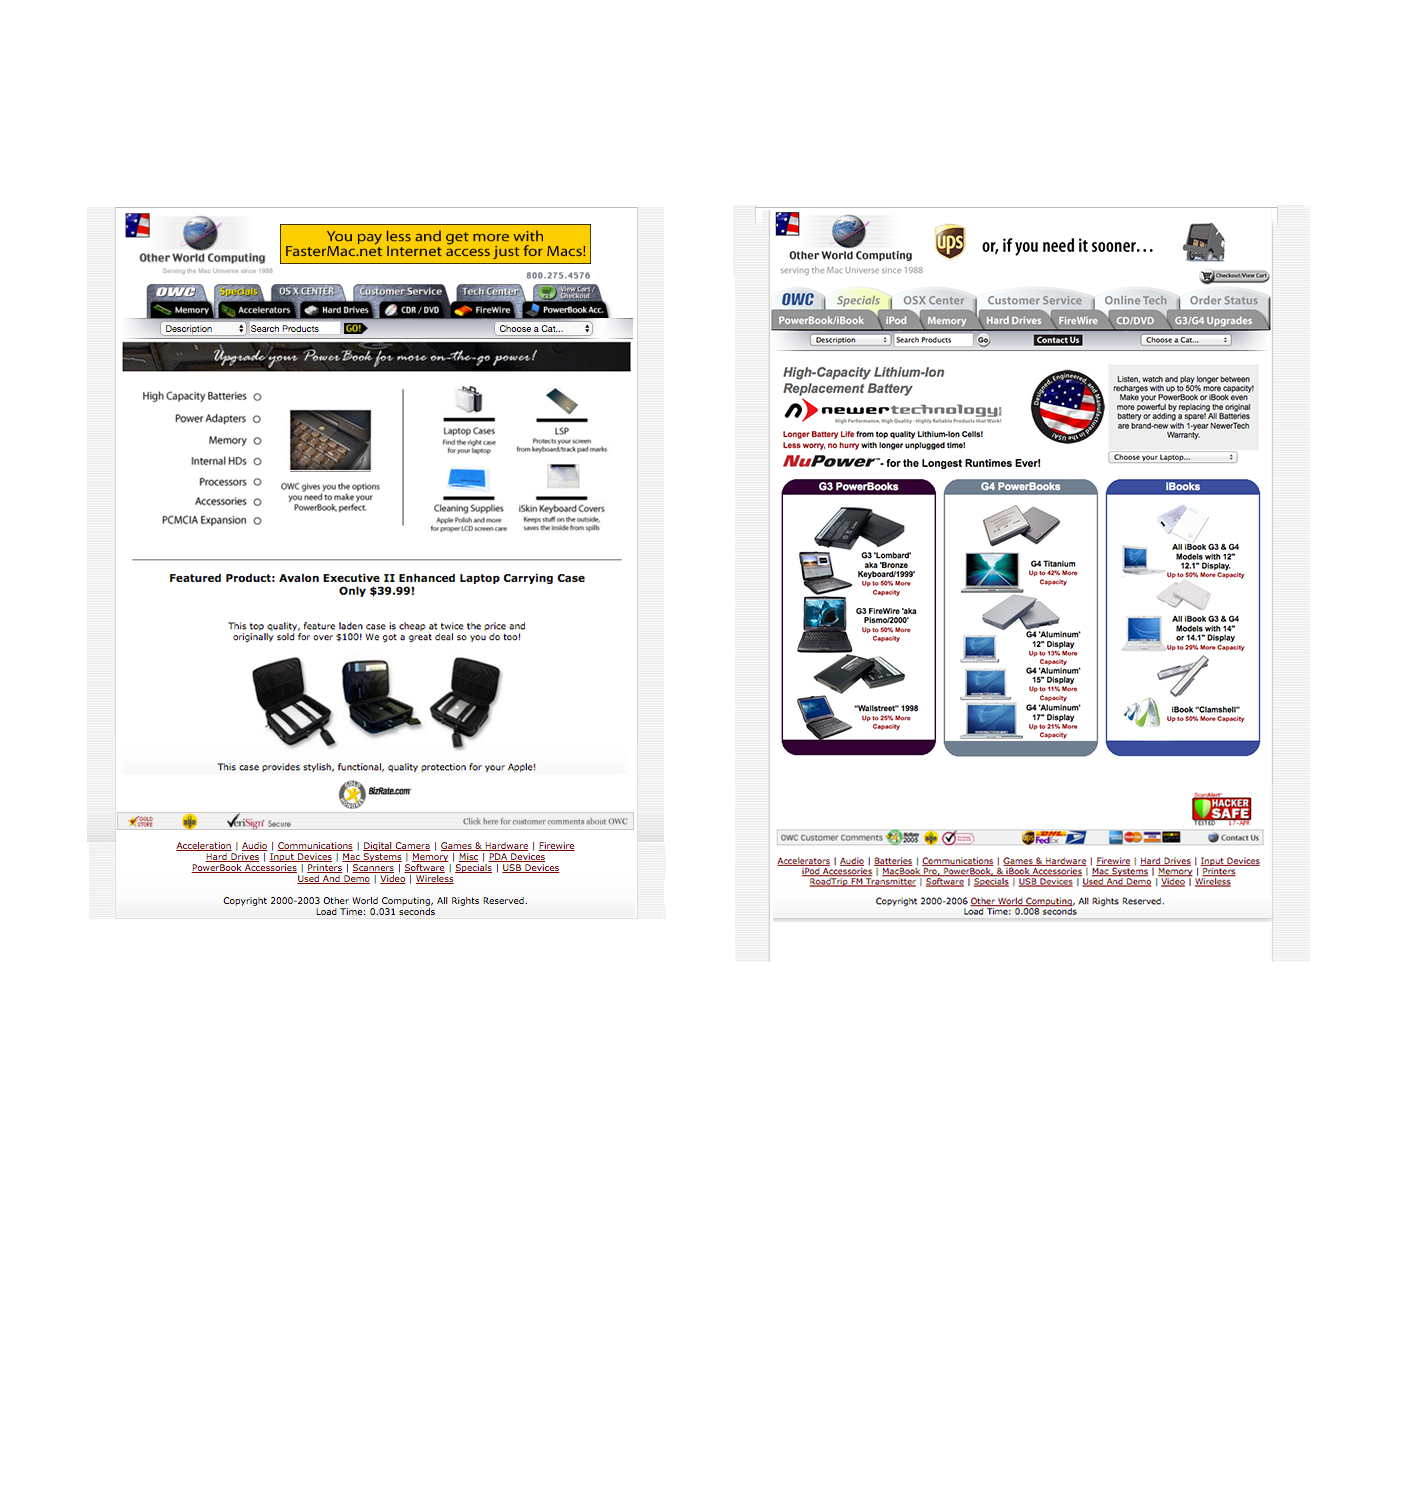 You pay less and get more with
FasterMac.net Internet access just for Macs!
Other World Computing
Serving the Mac Universe since 1988
800.275.4576
OWC Specials OS X CENTER Customer Service Tech Center View Cart / Checkout
Memory Accelerators Hard Drives CDR / DVD FireWire PowerBook Acc.
Description Search Products GO! Choose a Cat...
Upgrade your PowerBook for more on-the-go power!
High Capacity Batteries
Power Adapters
Memory
Internal HDs
Processors
Accessories
PCMCIA Expansion
OWC gives you the options
you need to make your
PowerBook, perfect.
Laptop Cases
Find the right case
for your laptop
LSP
Protects your screen
from keyboard/track pad marks
Cleaning Supplies
Apple Polish and more
for proper LCD screen care
iSkin Keyboard Covers
Keeps stuff on the outside,
saves the inside from spills
Featured Product: Avalon Executive II Enhanced Laptop Carrying Case
Only $39.99!
This top quality, feature laden case is cheap at twice the price and
originally sold for over $100! We got a great deal so you do too!
This case provides stylish, functional, quality protection for your Apple!
BizRate.com
GOLD STORE VeriSign Secure Click here for customer comments about OWC
Acceleration | Audio | Communications | Digital Camera | Games & Hardware | Firewire
Hard Drives | Input Devices | Mac Systems | Memory | Misc | PDA Devices
PowerBook Accessories | Printers | Scanners | Software | Specials | USB Devices
Used And Demo | Video | Wireless
Copyright 2000-2003 Other World Computing, All Rights Reserved.
Load Time: 0.031 seconds
Other World Computing
serving the Mac Universe since 1988
ups or, if you need it sooner...
Checkout/View Cart
OWC Specials OSX Center Customer Service Online Tech Order Status
PowerBook/iBook iPod Memory Hard Drives FireWire CD/DVD G3/G4 Upgrades
Description Search Products Go Contact Us Choose a Cat...
High-Capacity Lithium-Ion
Replacement Battery
newertechnology
High Performance, High Quality - Highly Reliable Products that Work!
Longer Battery Life from top quality Lithium-Ion Cells!
Less worry, no hurry with longer unplugged time!
NuPower™ - for the Longest Runtimes Ever!
Designed, Engineered, and Manufactured in the USA!
Listen, watch and play longer between
recharges with up to 50% more capacity!
Make your PowerBook or iBook even
more powerful by replacing the original
battery or adding a spare! All Batteries
are brand-new with 1-year NewerTech
Warranty.
Choose your Laptop...
G3 PowerBooks
G3 'Lombard'
aka 'Bronze
Keyboard/1999'
Up to 50% More
Capacity
G3 FireWire 'aka
Pismo/2000'
Up to 50% More
Capacity
"Wallstreet" 1998
Up to 25% More
Capacity
G4 PowerBooks
G4 Titanium
Up to 42% More
Capacity
G4 'Aluminum'
12" Display
Up to 13% More
Capacity
G4 'Aluminum'
15" Display
Up to 11% More
Capacity
G4 'Aluminum'
17" Display
Up to 21% More
Capacity
iBooks
All iBook G3 & G4
Models with 12"
12.1" Display.
Up to 50% More Capacity
All iBook G3 & G4
Models with 14"
or 14.1" Display
Up to 29% More Capacity
iBook "Clamshell"
Up to 50% More Capacity
ScanAlert
HACKER
SAFE
TESTED 17-APR
OWC Customer Comments BizRate 2005 UPS DHL FedEx VISA Contact Us
Accelerators | Audio | Batteries | Communications | Games & Hardware | Firewire | Hard Drives | Input Devices
iPod Accessories | MacBook Pro, PowerBook, & iBook Accessories | Mac Systems | Memory | Printers
RoadTrip FM Transmitter | Software | Specials | USB Devices | Used And Demo | Video | Wireless
Copyright 2000-2006 Other World Computing, All Rights Reserved.
Load Time: 0.008 seconds